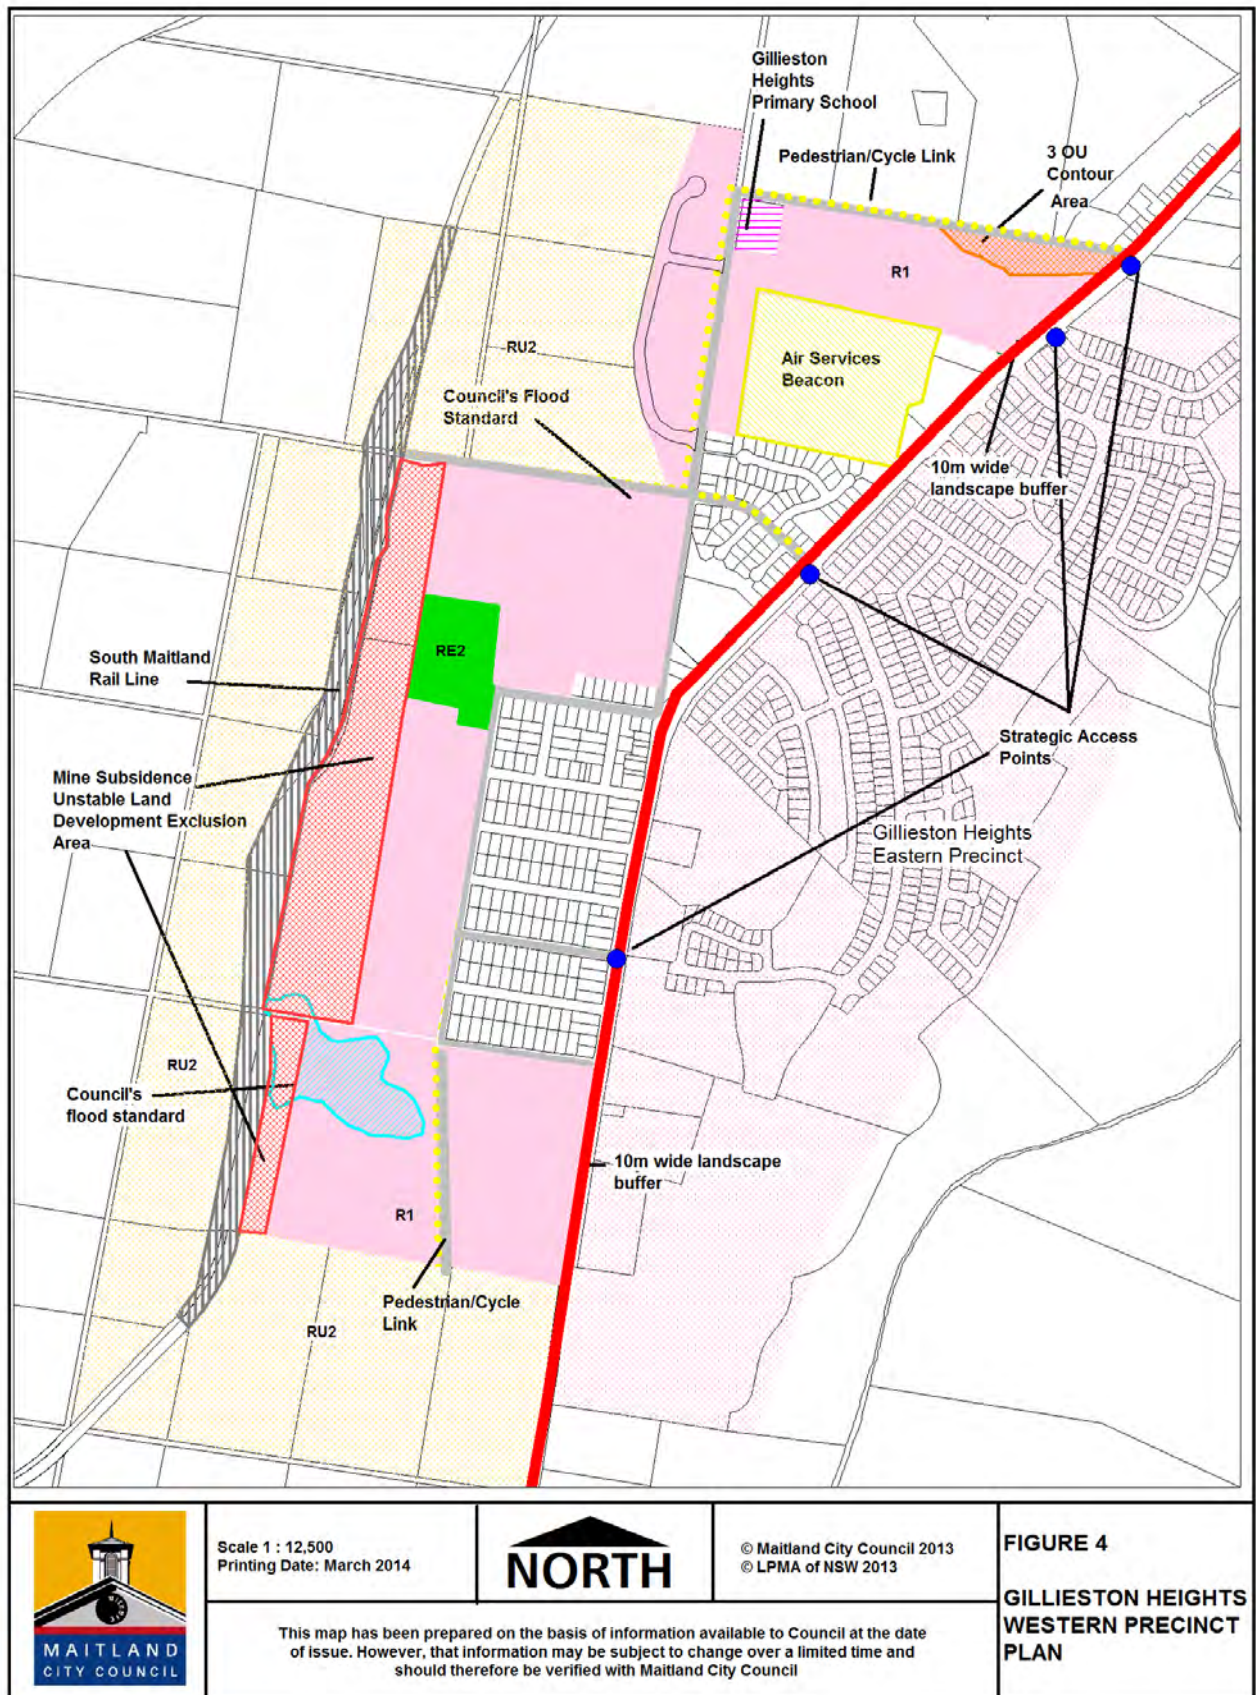 Gillieston
Heights
Primary School
Pedestrian/Cycle Link
3 OU
Contour
Area
R1
RU2
Air Services
Beacon
Council's Flood
Standard
10m wide
landscape buffer
RE2
South Maitland
Rail Line
Strategic Access
Points
Mine Subsidence
Unstable Land
Development Exclusion
Area
Gillieston Heights
Eastern Precinct
RU2
Council's
flood standard
10m wide landscape
buffer
R1
Pedestrian/Cycle
Link
RU2
MAITLAND
CITY COUNCIL
Scale 1 : 12,500
Printing Date: March 2014
NORTH
© Maitland City Council 2013
© LPMA of NSW 2013
This map has been prepared on the basis of information available to Council at the date
of issue. However, that information may be subject to change over a limited time and
should therefore be verified with Maitland City Council
FIGURE 4
GILLIESTON HEIGHTS
WESTERN PRECINCT
PLAN